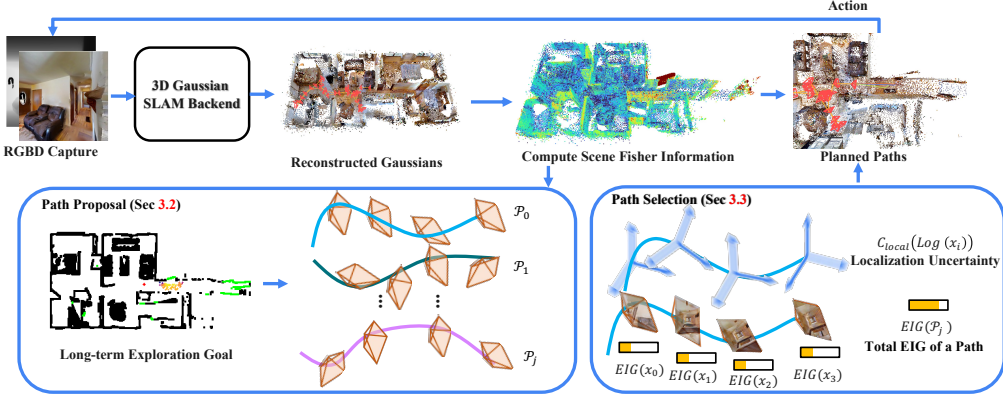 Action
3D Gaussian
SLAM Backend
RGBD Capture
Reconstructed Gaussians
Compute Scene Fisher Information
Planned Paths
Path Proposal (Sec 3.2)
𝒫₀
𝒫₁
𝒫ⱼ
Long-term Exploration Goal
Path Selection (Sec 3.3)
C_local(Log (x_i))
Localization Uncertainty
EIG(x₀)
EIG(x₁)
EIG(x₂)
EIG(x₃)
EIG(𝒫ⱼ)
Total EIG of a Path